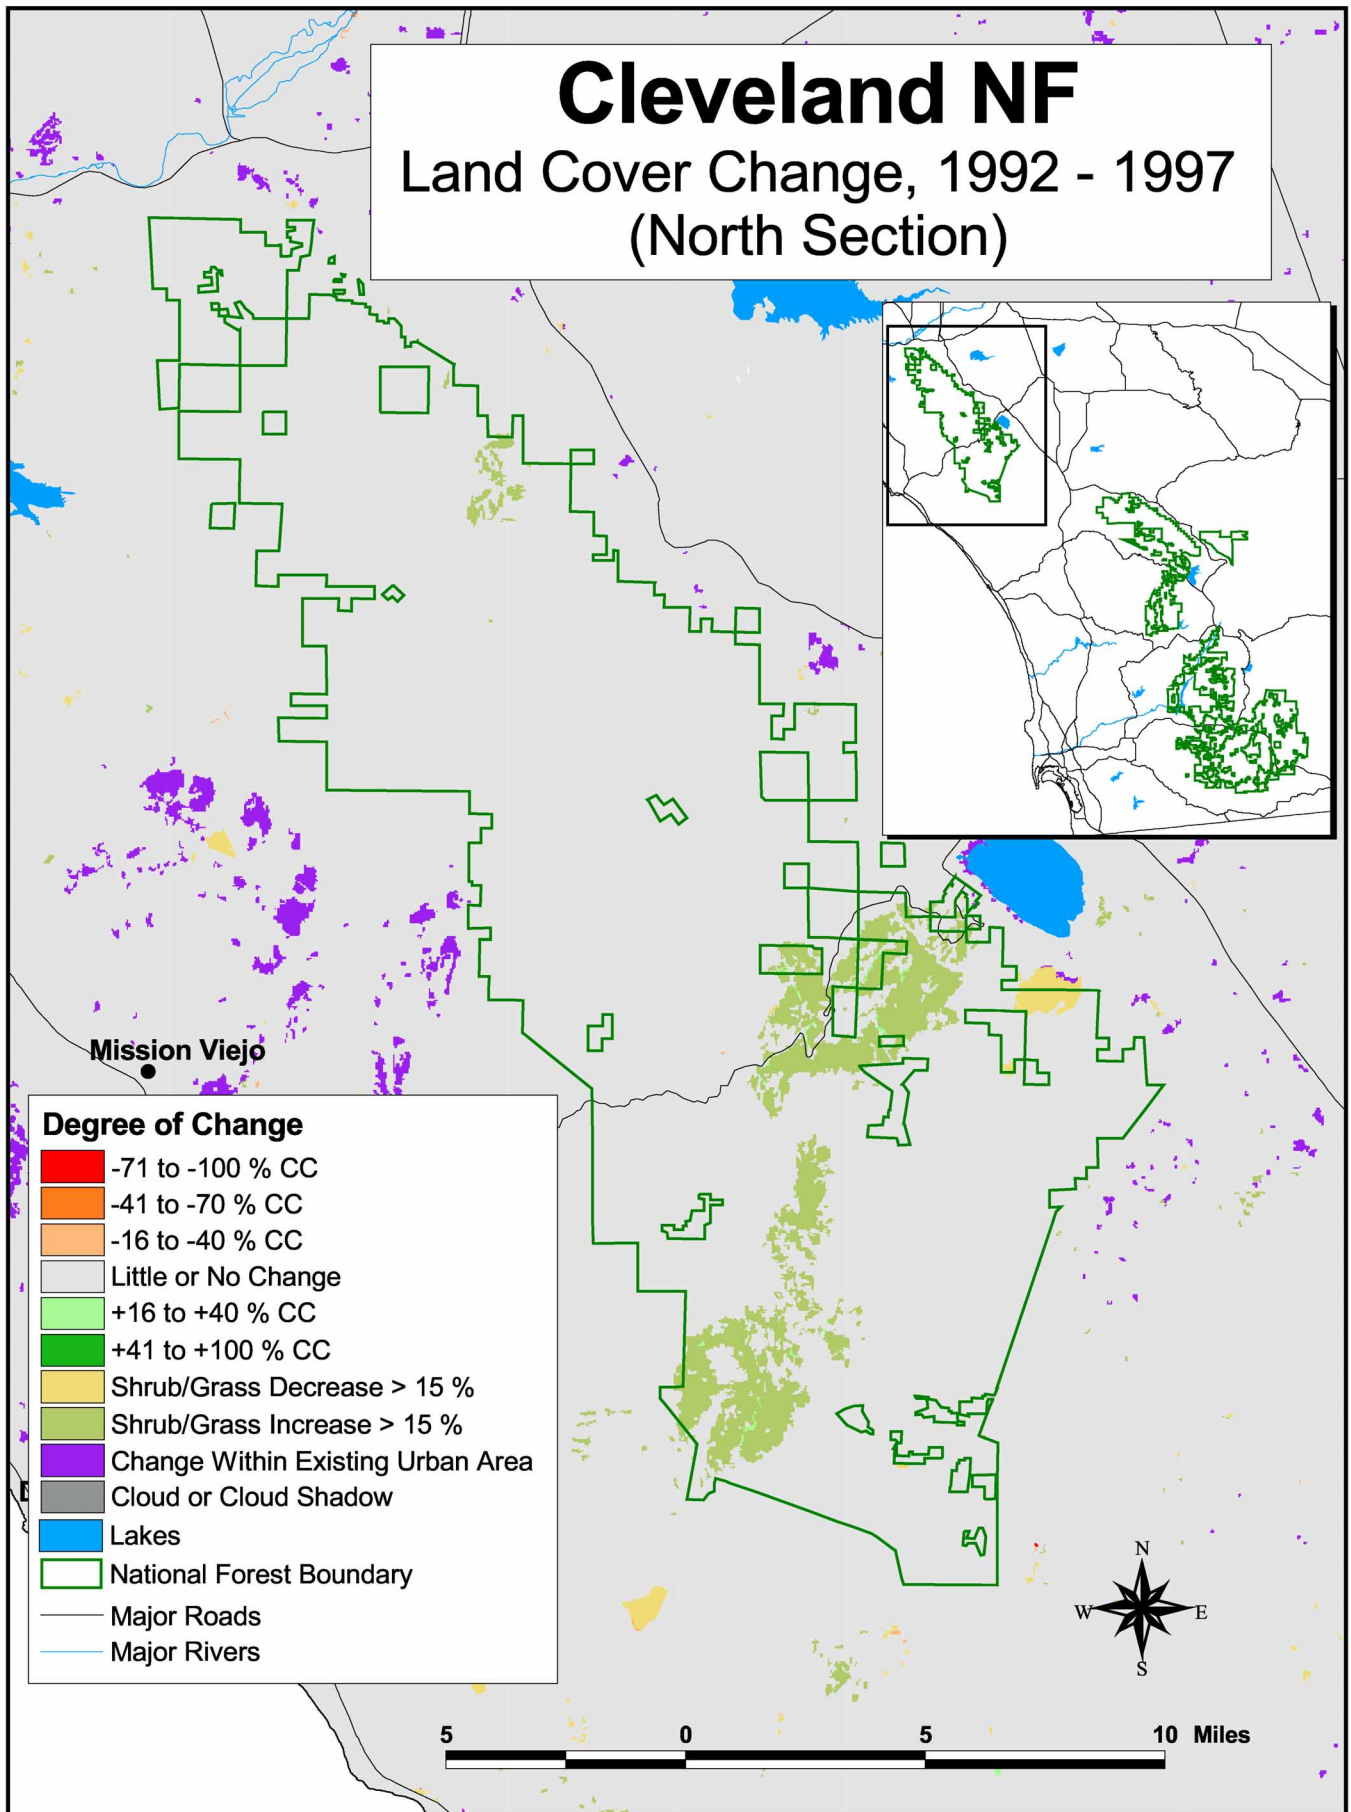 Cleveland NF
Land Cover Change, 1992 - 1997
(North Section)
Mission Viejo
Degree of Change
-71 to -100 % CC
-41 to -70 % CC
-16 to -40 % CC
Little or No Change
+16 to +40 % CC
+41 to +100 % CC
Shrub/Grass Decrease > 15 %
Shrub/Grass Increase > 15 %
Change Within Existing Urban Area
Cloud or Cloud Shadow
Lakes
National Forest Boundary
Major Roads
Major Rivers
N
W E
S
5 0 5 10 Miles